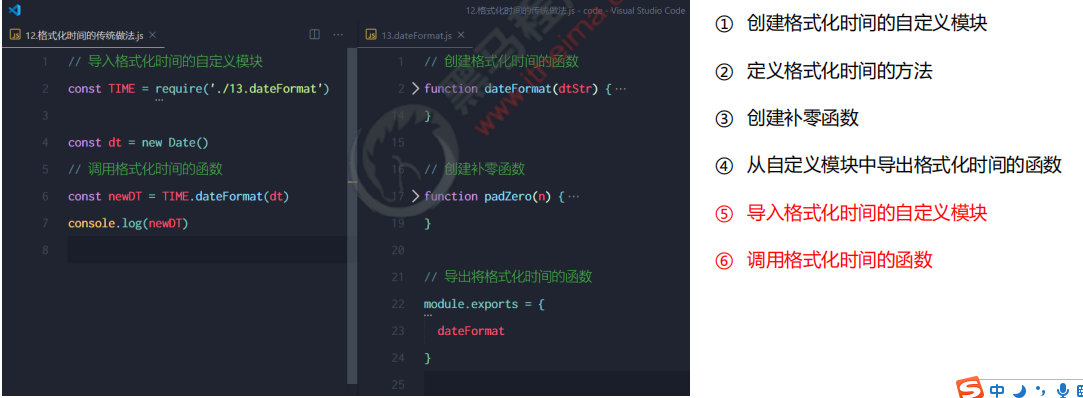 12.格式化时间的传统做法.js - code - Visual Studio Code
12.格式化时间的传统做法.js ×
1 // 导入格式化时间的自定义模块
2 const TIME = require('./13.dateFormat')
3
4 const dt = new Date()
5 // 调用格式化时间的函数
6 const newDT = TIME.dateFormat(dt)
7 console.log(newDT)
8
13.dateFormat.js ×
1 // 创建格式化时间的函数
2 function dateFormat(dtStr) { ···
14 }
15
16 // 创建补零函数
17 function padZero(n) { ···
19 }
20
21 // 导出将格式化时间的函数
22 module.exports = {
23 dateFormat
24 }
25
① 创建格式化时间的自定义模块
② 定义格式化时间的方法
③ 创建补零函数
④ 从自定义模块中导出格式化时间的函数
⑤ 导入格式化时间的自定义模块
⑥ 调用格式化时间的函数
中